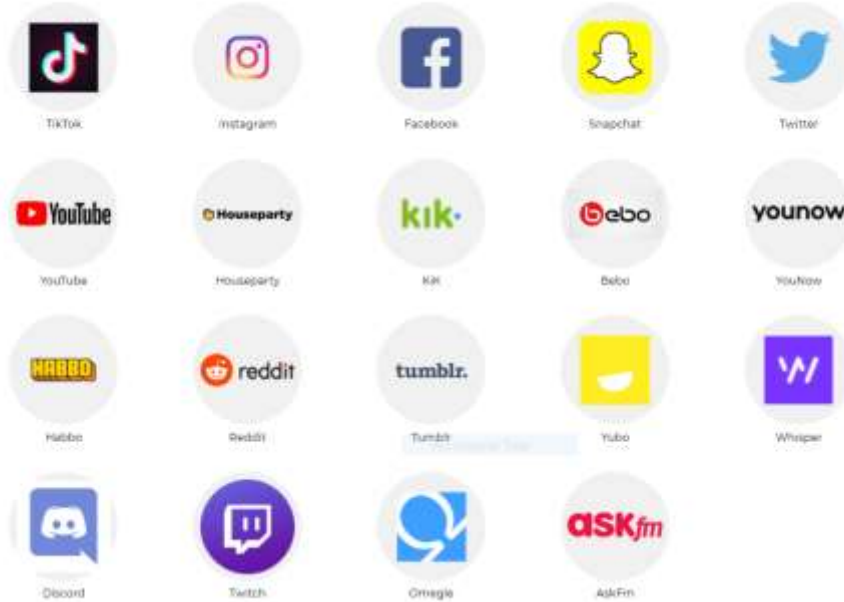 TikTok
Instagram
Facebook
Snapchat
Twitter
YouTube
Houseparty
kik
bebo
younow
YouTube
Houseparty
KiK
Bebo
YouNow
HABBO
reddit
tumblr.
Habbo
Reddit
Tumblr
Yubo
Whisper
ASKfm
Discord
Twitch
Omegle
AskFm